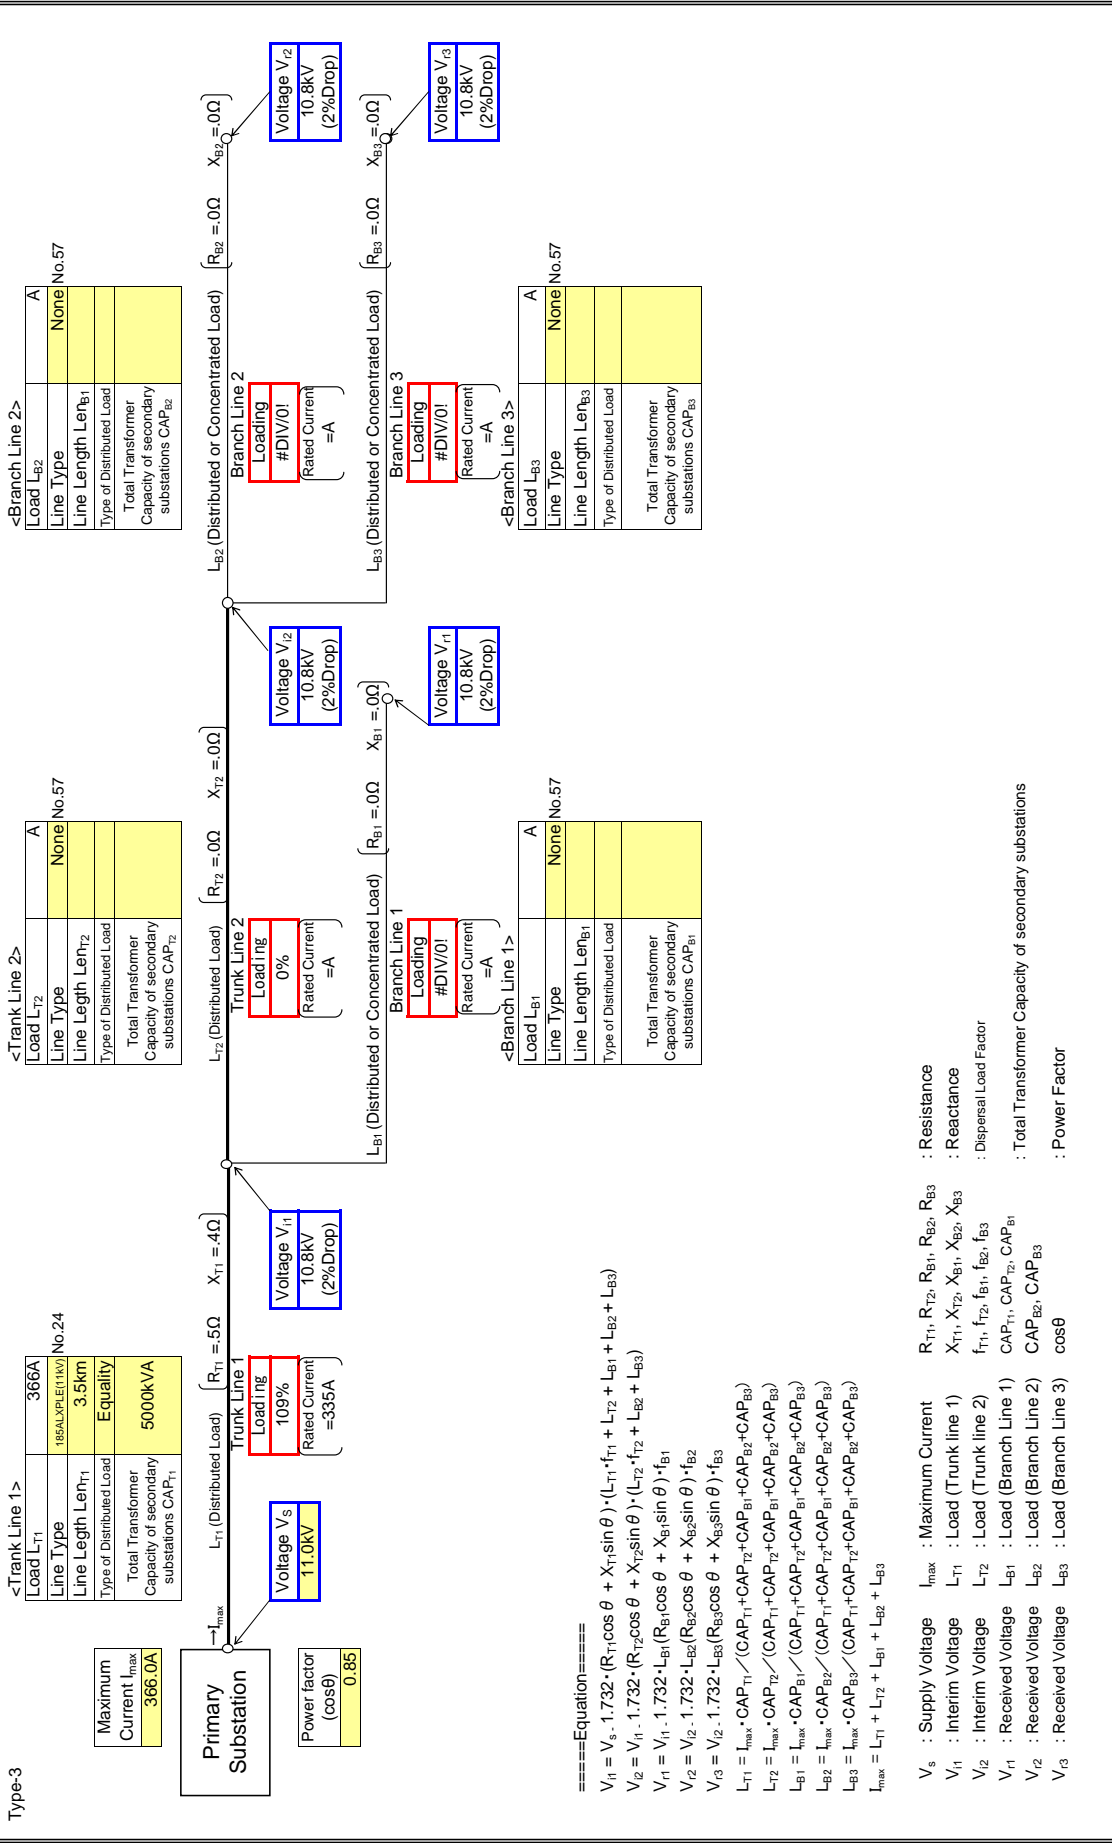 Type-3
Maximum
Current Imax
366.0A
Primary
Substation
→Imax
Power factor
(cosθ)
0.85
Voltage VS
11.0kV
<Trank Line 1>
Load LT1 366A
Line Type 185ALXPLE(11kV) No.24
Line Legth LenT1 3.5km
Type of Distributed Load Equality
Total Transformer
Capacity of secondary
substations CAPT1
5000kVA
LT1 (Distributed Load)
RT1 =.5Ω XT1 =.4Ω
Trunk Line 1
Loading
109%
Rated Current
=335A
Voltage Vi1
10.8kV
(2%Drop)
<Trank Line 2>
Load LT2 A
Line Type None No.57
Line Length LenT2
Type of Distributed Load
Total Transformer
Capacity of secondary
substations CAPT2
LT2 (Distributed Load)
RT2 =.0Ω XT2 =.0Ω
Trunk Line 2
Loading
0%
Rated Current
=A
Voltage Vi2
10.8kV
(2%Drop)
LB1 (Distributed or Concentrated Load)
RB1 =.0Ω XB1 =.0Ω
Branch Line 1
Loading
#DIV/0!
Rated Current
=A
Voltage Vr1
10.8kV
(2%Drop)
<Branch Line 1>
Load LB1 A
Line Type None No.57
Line Length LenB1
Type of Distributed Load
Total Transformer
Capacity of secondary
substations CAPB1
<Branch Line 2>
Load LB2 A
Line Type None No.57
Line Length LenB1
Type of Distributed Load
Total Transformer
Capacity of secondary
substations CAPB2
LB2 (Distributed or Concentrated Load)
RB2 =.0Ω XB2 =.0Ω
Branch Line 2
Loading
#DIV/0!
Rated Current
=A
Voltage Vr2
10.8kV
(2%Drop)
LB3 (Distributed or Concentrated Load)
RB3 =.0Ω XB3 =.0Ω
Branch Line 3
Loading
#DIV/0!
Rated Current
=A
Voltage Vr3
10.8kV
(2%Drop)
<Branch Line 3>
Load LB3 A
Line Type None No.57
Line Length LenB3
Type of Distributed Load
Total Transformer
Capacity of secondary
substations CAPB3
=====Equation=====
Vi1 = Vs - 1.732・(RT1cosθ + XT1sinθ)・(LT1・fT1 + LT2 + LB1 + LB2 + LB3)
Vi2 = Vi1 - 1.732・(RT2cosθ + XT2sinθ)・(LT2・fT2 + LB2 + LB3)
Vr1 = Vi1 - 1.732・LB1(RB1cosθ + XB1sinθ)・fB1
Vr2 = Vi2 - 1.732・LB2(RB2cosθ + XB2sinθ)・fB2
Vr3 = Vi2 - 1.732・LB3(RB3cosθ + XB3sinθ)・fB3
LT1 = Imax・CAPT1／(CAPT1+CAPT2+CAPB1+CAPB2+CAPB3)
LT2 = Imax・CAPT2／(CAPT1+CAPT2+CAPB1+CAPB2+CAPB3)
LB1 = Imax・CAPB1／(CAPT1+CAPT2+CAPB1+CAPB2+CAPB3)
LB2 = Imax・CAPB2／(CAPT1+CAPT2+CAPB1+CAPB2+CAPB3)
LB3 = Imax・CAPB3／(CAPT1+CAPT2+CAPB1+CAPB2+CAPB3)
Imax = LT1 + LT2 + LB1 + LB2 + LB3
Vs : Supply Voltage Imax : Maximum Current RT1, RT2, RB1, RB2, RB3 : Resistance
Vi1 : Interim Voltage LT1 : Load (Trunk line 1) XT1, XT2, XB1, XB2, XB3 : Reactance
Vi2 : Interim Voltage LT2 : Load (Trunk line 2) fT1, fT2, fB1, fB2, fB3 : Dispersal Load Factor
Vr1 : Received Voltage LB1 : Load (Branch Line 1) CAPT1, CAPT2, CAPB1 : Total Transformer Capacity of secondary substations
Vr2 : Received Voltage LB2 : Load (Branch Line 2) CAPB2, CAPB3
Vr3 : Received Voltage LB3 : Load (Branch Line 3) cosθ : Power Factor